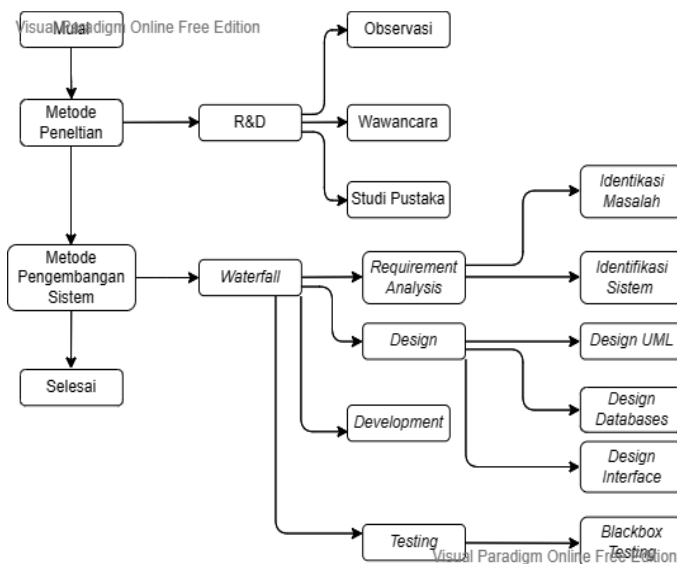 Visual Paradigm Online Free Edition
Mulai
Observasi
Metode
Peneltian
R&D
Wawancara
Studi Pustaka
Identikasi
Masalah
Metode
Pengembangan
Sistem
Waterfall
Requirement
Analysis
Identifikasi
Sistem
Design
Design UML
Selesai
Development
Design
Databases
Design
Interface
Testing
Blackbox
Testing
Visual Paradigm Online Free Edition